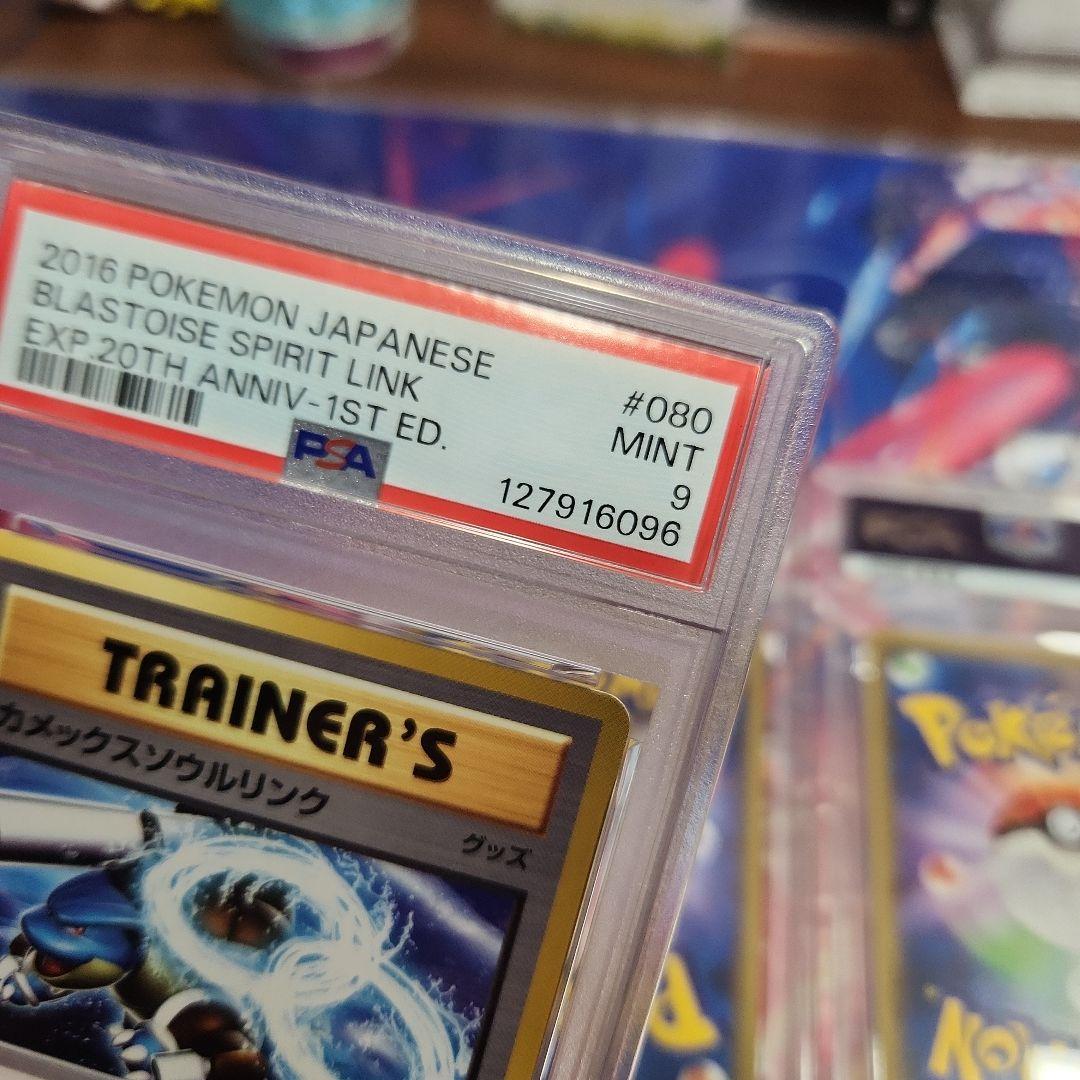 2016 POKEMON JAPANESE
BLASTOISE SPIRIT LINK
EXP.20TH ANNIV-1ST ED.
#080
MINT
9
127916096
PSA
TRAINER'S
カメックスソウルリンク
グッズ